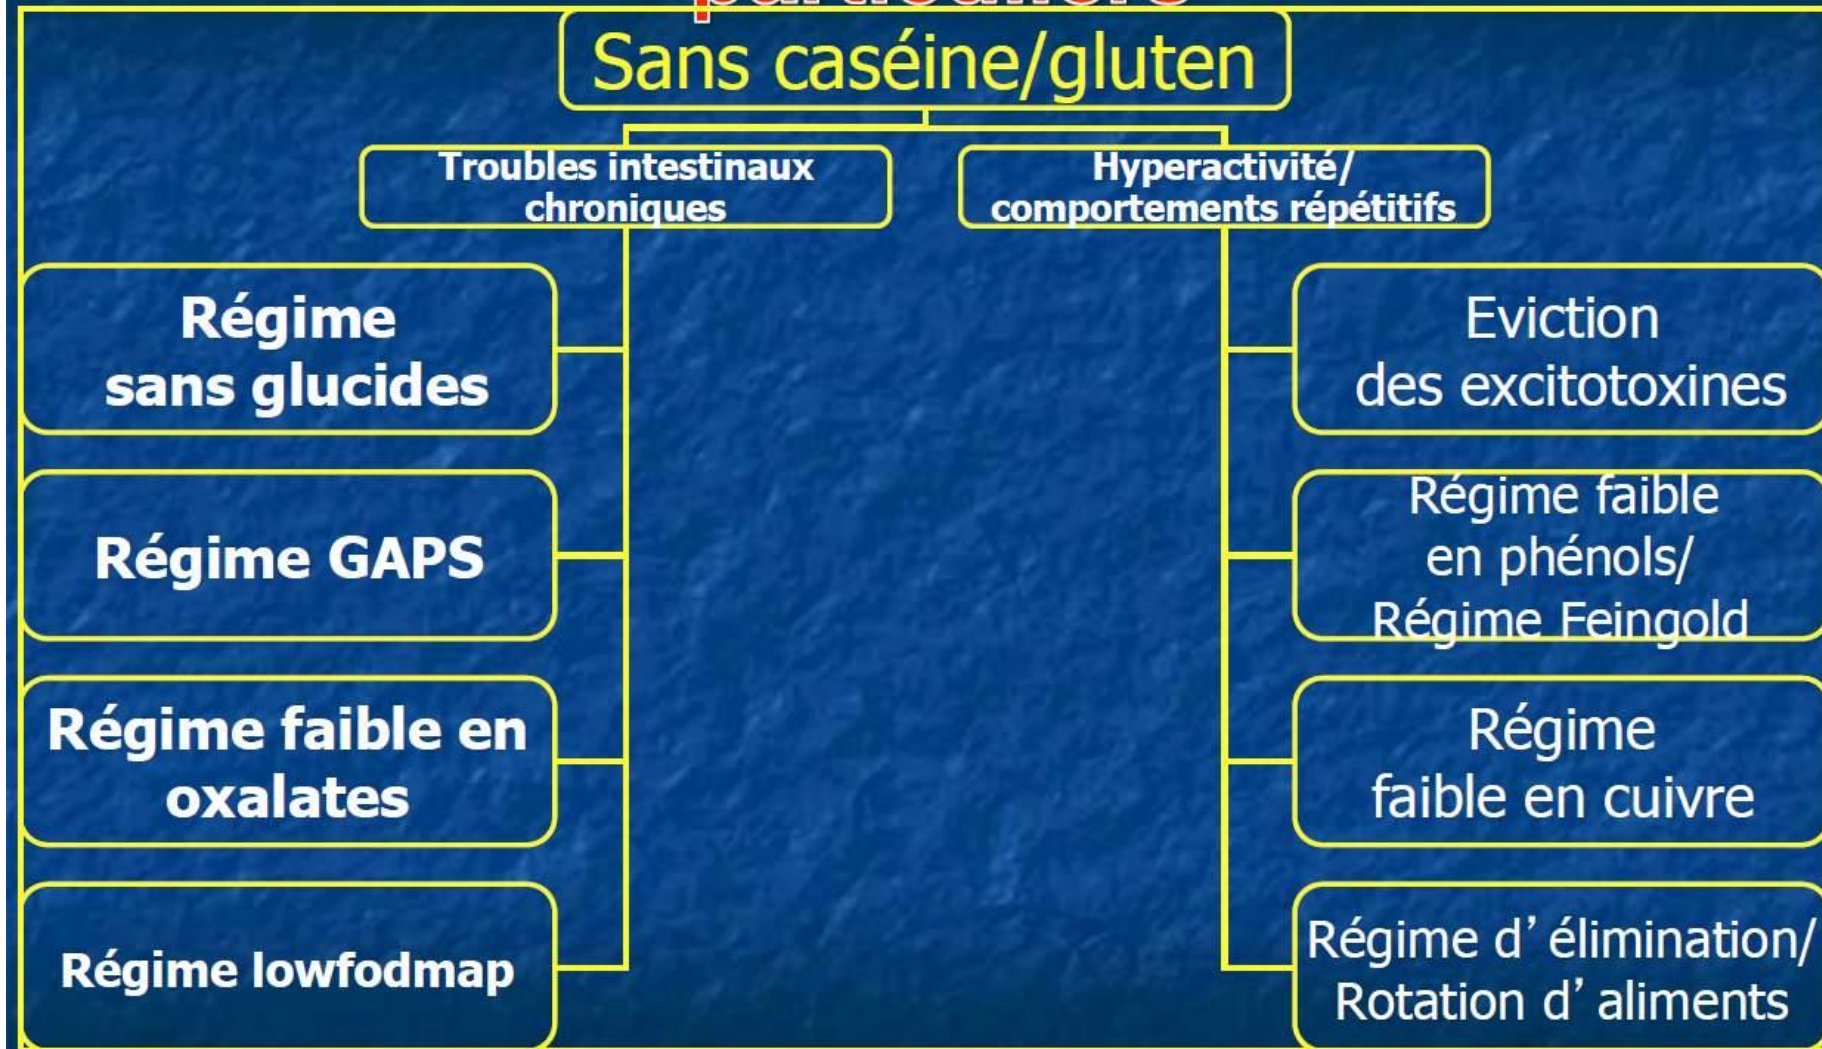 Sans caséine/gluten
Troubles intestinaux
chroniques
Hyperactivité/
comportements répétitifs
Régime
sans glucides
Régime GAPS
Régime faible en
oxalates
Régime lowfodmap
Eviction
des excitotoxines
Régime faible
en phénols/
Régime Feingold
Régime
faible en cuivre
Régime d’ élimination/
Rotation d’ aliments